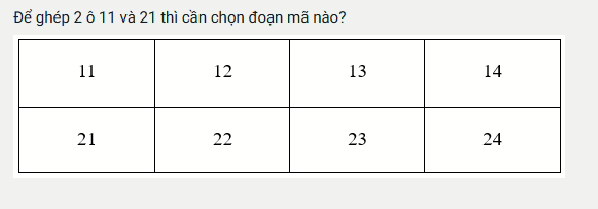 Để ghép 2 ô 11 và 21 thì cần chọn đoạn mã nào?
11 12 13 14
21 22 23 24